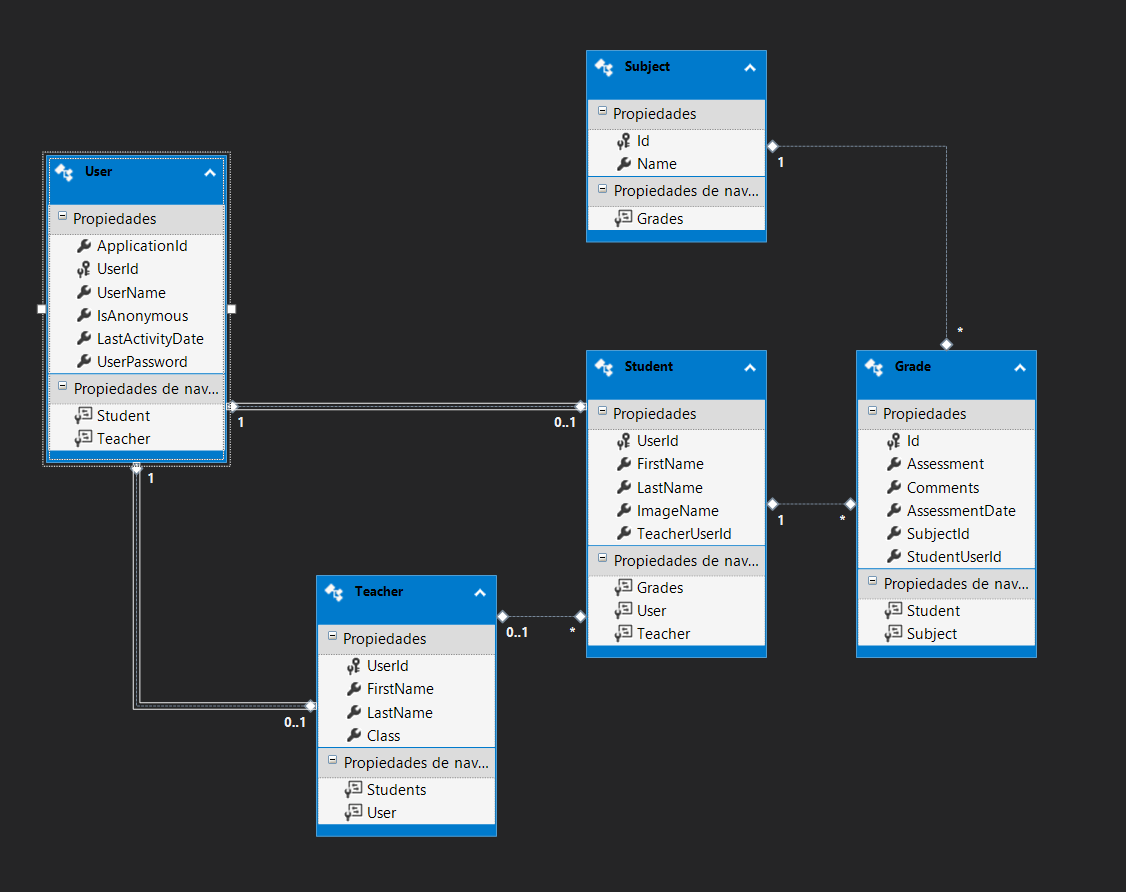 Subject
Propiedades
Id
Name
Propiedades de nav...
Grades
1
*
User
Propiedades
ApplicationId
UserId
UserName
IsAnonymous
LastActivityDate
UserPassword
Propiedades de nav...
Student
Teacher
1
0..1
1
Student
Propiedades
UserId
FirstName
LastName
ImageName
TeacherUserId
Propiedades de nav...
Grades
User
Teacher
1
*
Grade
Propiedades
Id
Assessment
Comments
AssessmentDate
SubjectId
StudentUserId
Propiedades de nav...
Student
Subject
Teacher
Propiedades
UserId
FirstName
LastName
Class
Propiedades de nav...
Students
User
0..1
*
0..1